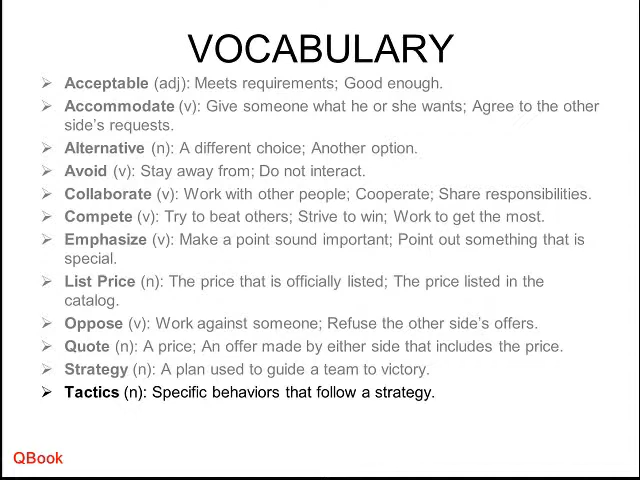 VOCABULARY
➢ Acceptable (adj): Meets requirements; Good enough.
➢ Accommodate (v): Give someone what he or she wants; Agree to the other
side’s requests.
➢ Alternative (n): A different choice; Another option.
➢ Avoid (v): Stay away from; Do not interact.
➢ Collaborate (v): Work with other people; Cooperate; Share responsibilities.
➢ Compete (v): Try to beat others; Strive to win; Work to get the most.
➢ Emphasize (v): Make a point sound important; Point out something that is
special.
➢ List Price (n): The price that is officially listed; The price listed in the
catalog.
➢ Oppose (v): Work against someone; Refuse the other side’s offers.
➢ Quote (n): A price; An offer made by either side that includes the price.
➢ Strategy (n): A plan used to guide a team to victory.
➢ Tactics (n): Specific behaviors that follow a strategy.
QBook